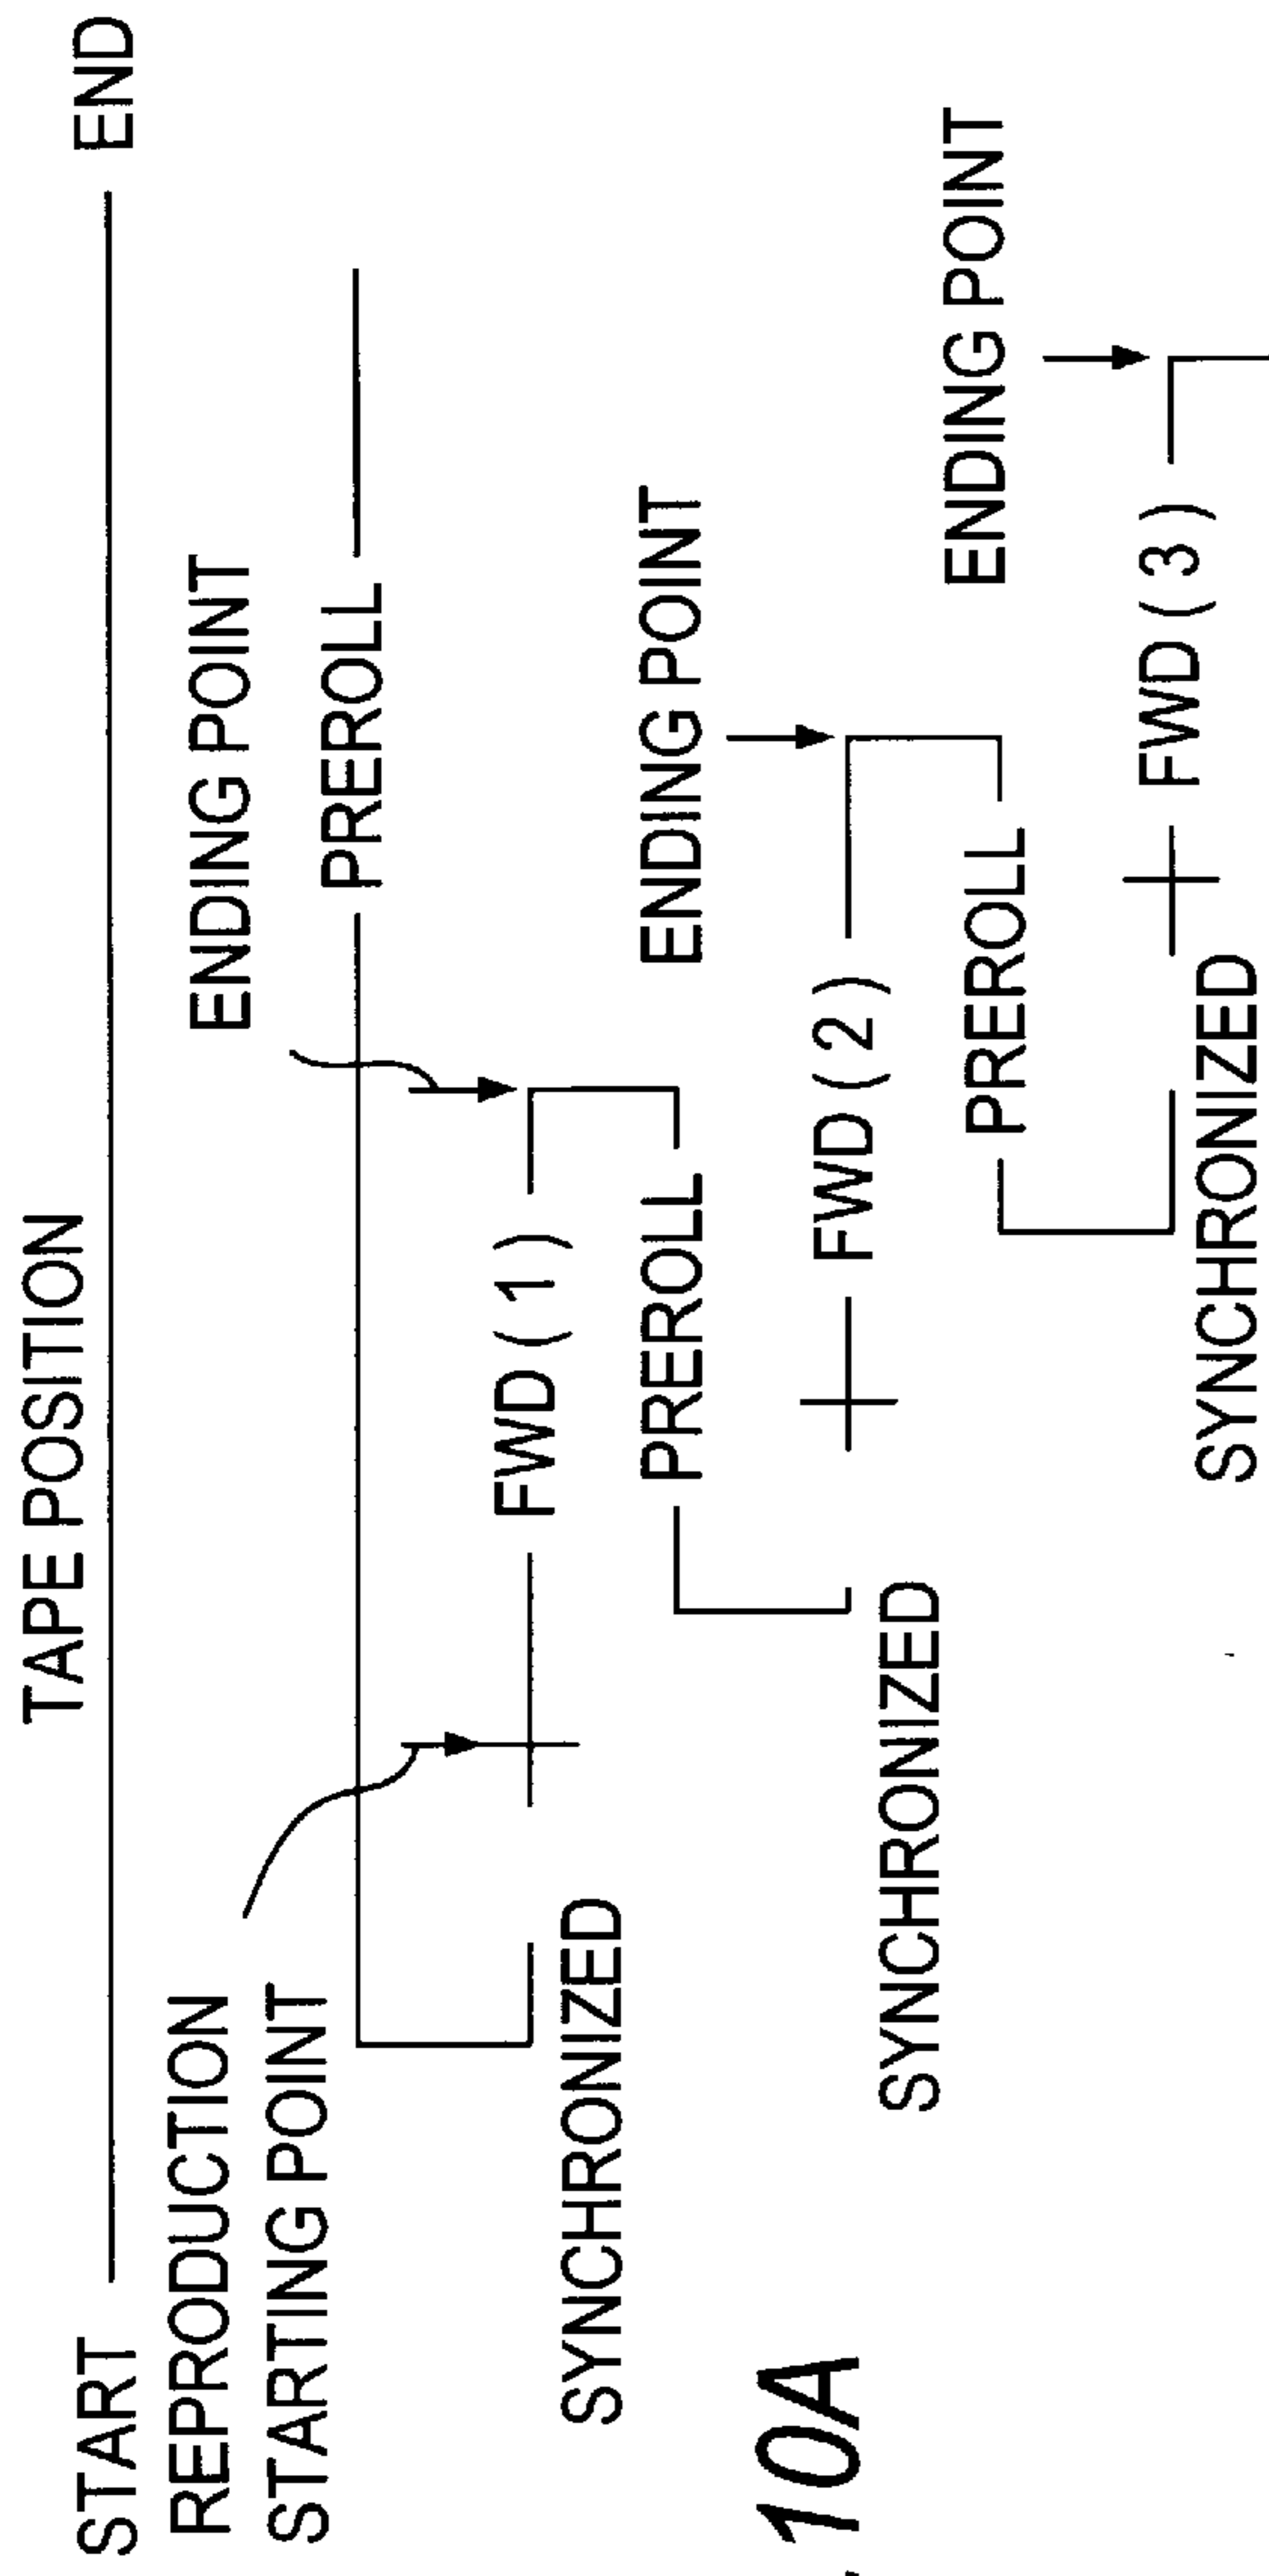 TAPE POSITION
START
END
REPRODUCTION
STARTING POINT
ENDING POINT
PREROLL
FWD ( 1 )
SYNCHRONIZED
PREROLL
ENDING POINT
FWD ( 2 )
SYNCHRONIZED
PREROLL
ENDING POINT
FWD ( 3 )
SYNCHRONIZED
10A